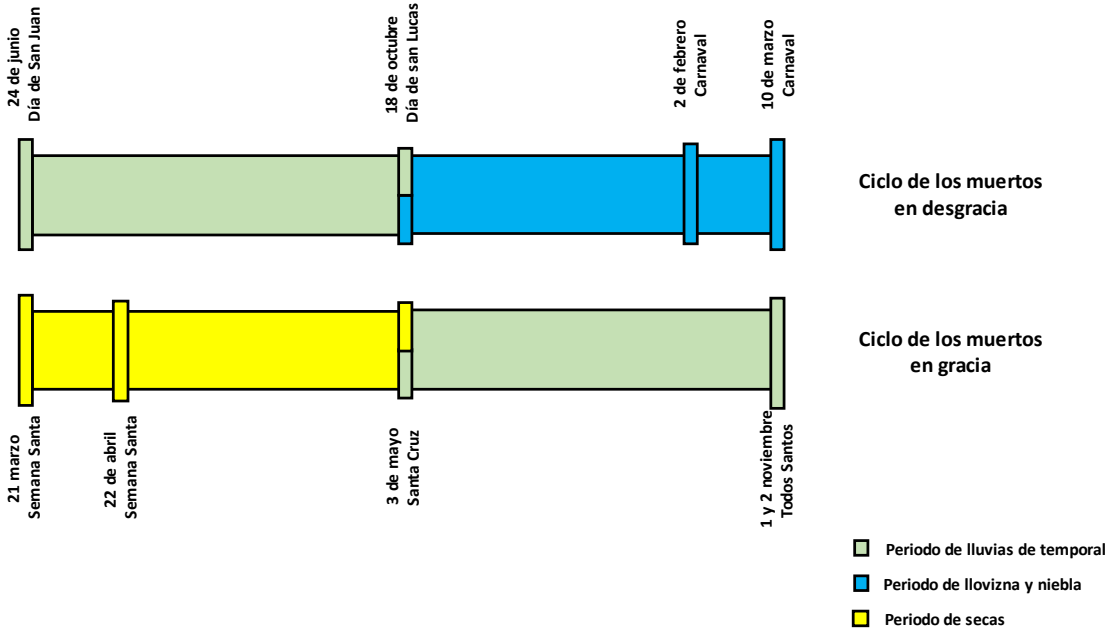 24 de junio
Día de San Juan
18 de octubre
Día de san Lucas
2 de febrero
Carnaval
10 de marzo
Carnaval
Ciclo de los muertos
en desgracia
Ciclo de los muertos
en gracia
21 marzo
Semana Santa
22 de abril
Semana Santa
3 de mayo
Santa Cruz
1 y 2 noviembre
Todos Santos
Periodo de lluvias de temporal
Periodo de llovizna y niebla
Periodo de secas